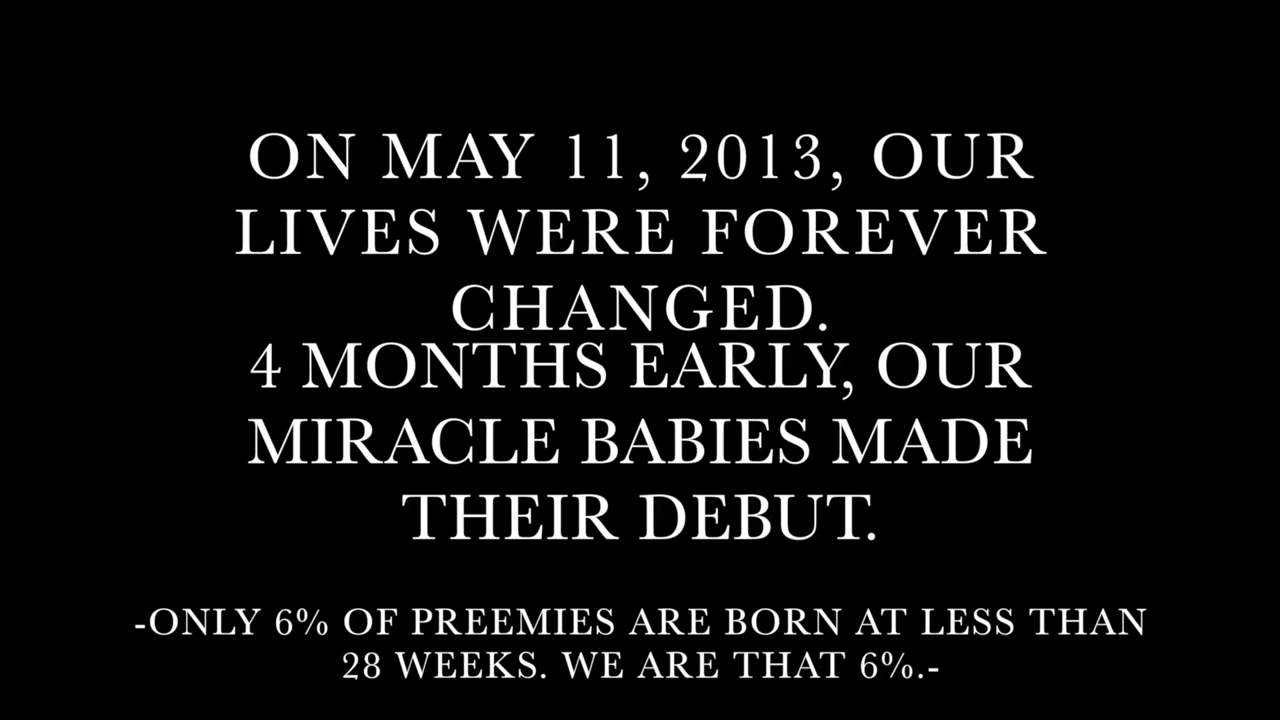 ON MAY 11, 2013, OUR
LIVES WERE FOREVER
CHANGED.
4 MONTHS EARLY, OUR
MIRACLE BABIES MADE
THEIR DEBUT.
-ONLY 6% OF PREEMIES ARE BORN AT LESS THAN
28 WEEKS. WE ARE THAT 6%.-